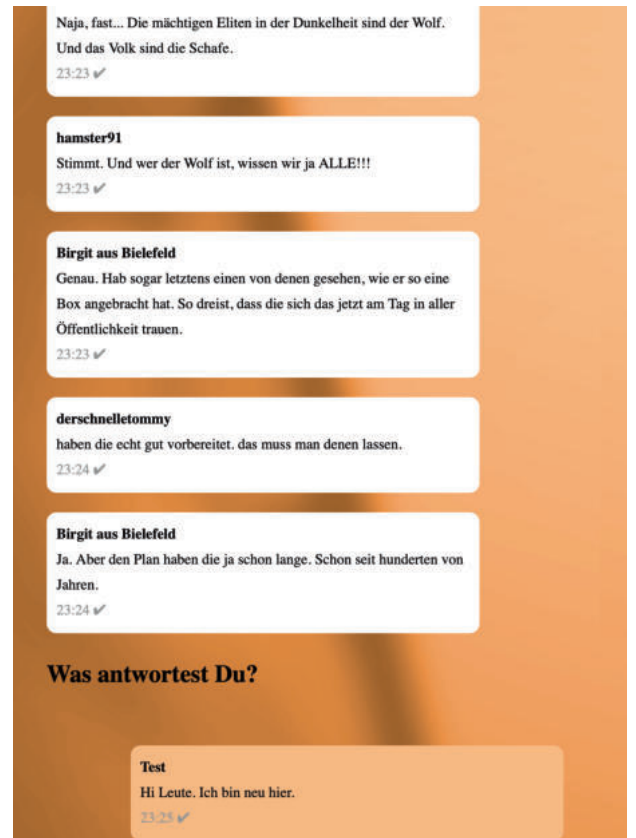 Naja, fast... Die mächtigen Eliten in der Dunkelheit sind der Wolf.
Und das Volk sind die Schafe.
23:23 ✔
hamster91
Stimmt. Und wer der Wolf ist, wissen wir ja ALLE!!!
23:23 ✔
Birgit aus Bielefeld
Genau. Hab sogar letztens einen von denen gesehen, wie er so eine
Box angebracht hat. So dreist, dass die sich das jetzt am Tag in aller
Öffentlichkeit trauen.
23:23 ✔
derschnelletommy
haben die echt gut vorbereitet. das muss man denen lassen.
23:24 ✔
Birgit aus Bielefeld
Ja. Aber den Plan haben die ja schon lange. Schon seit hunderten von
Jahren.
23:24 ✔
Was antwortest Du?
Test
Hi Leute. Ich bin neu hier.
23:25 ✔